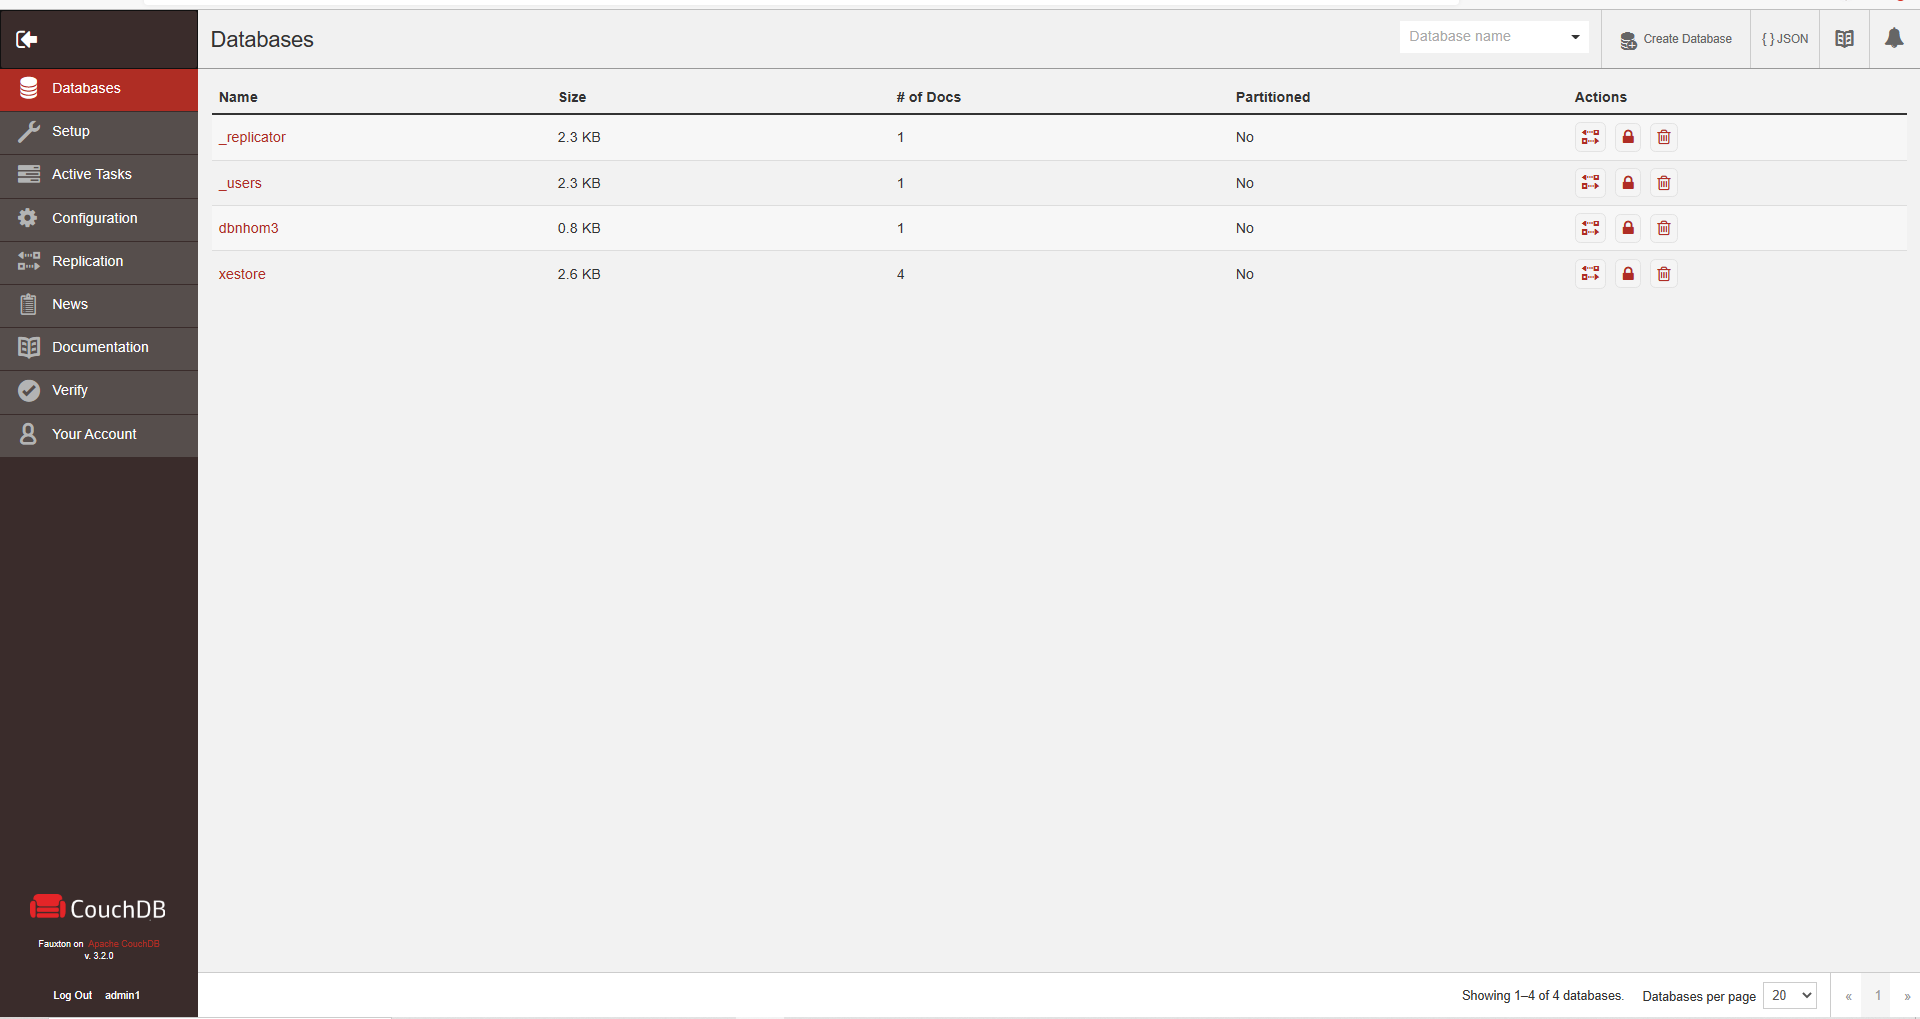 Databases
Database name
Create Database
{ } JSON
Databases
Setup
Active Tasks
Configuration
Replication
News
Documentation
Verify
Your Account
Name Size # of Docs Partitioned Actions
_replicator 2.3 KB 1 No
_users 2.3 KB 1 No
dbnhom3 0.8 KB 1 No
xestore 2.6 KB 4 No
CouchDB
Fauxton on Apache CouchDB
v. 3.2.0
Log Out admin1
Showing 1–4 of 4 databases. Databases per page 20 « 1 »